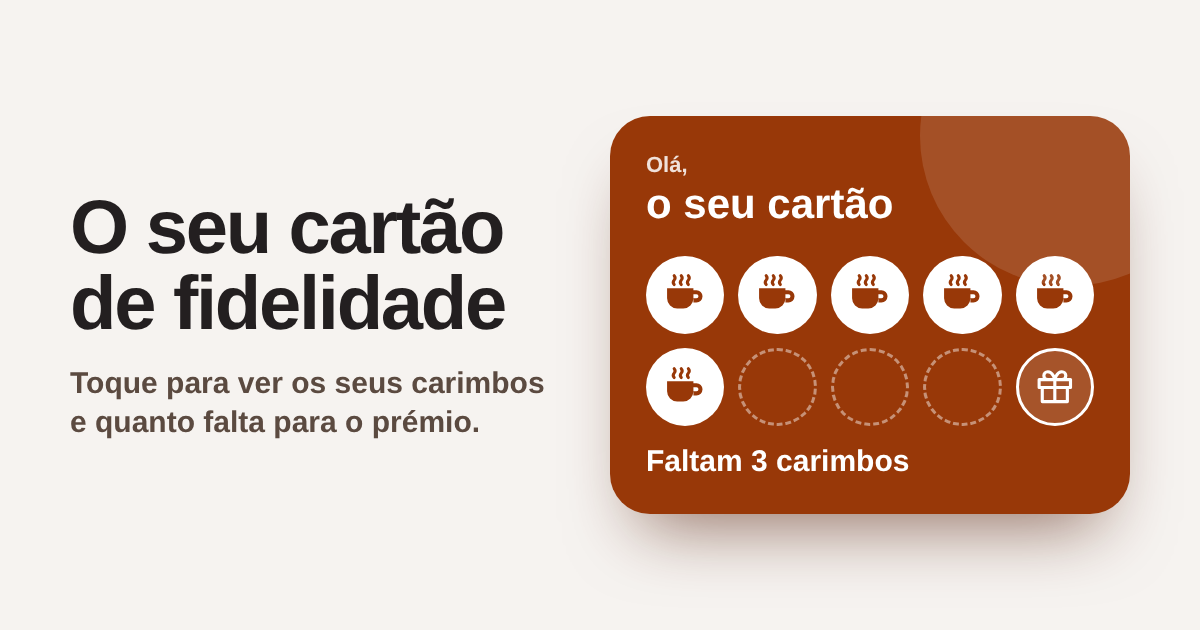 O seu cartão
de fidelidade
Toque para ver os seus carimbos
e quanto falta para o prémio.
Olá,
o seu cartão
Faltam 3 carimbos